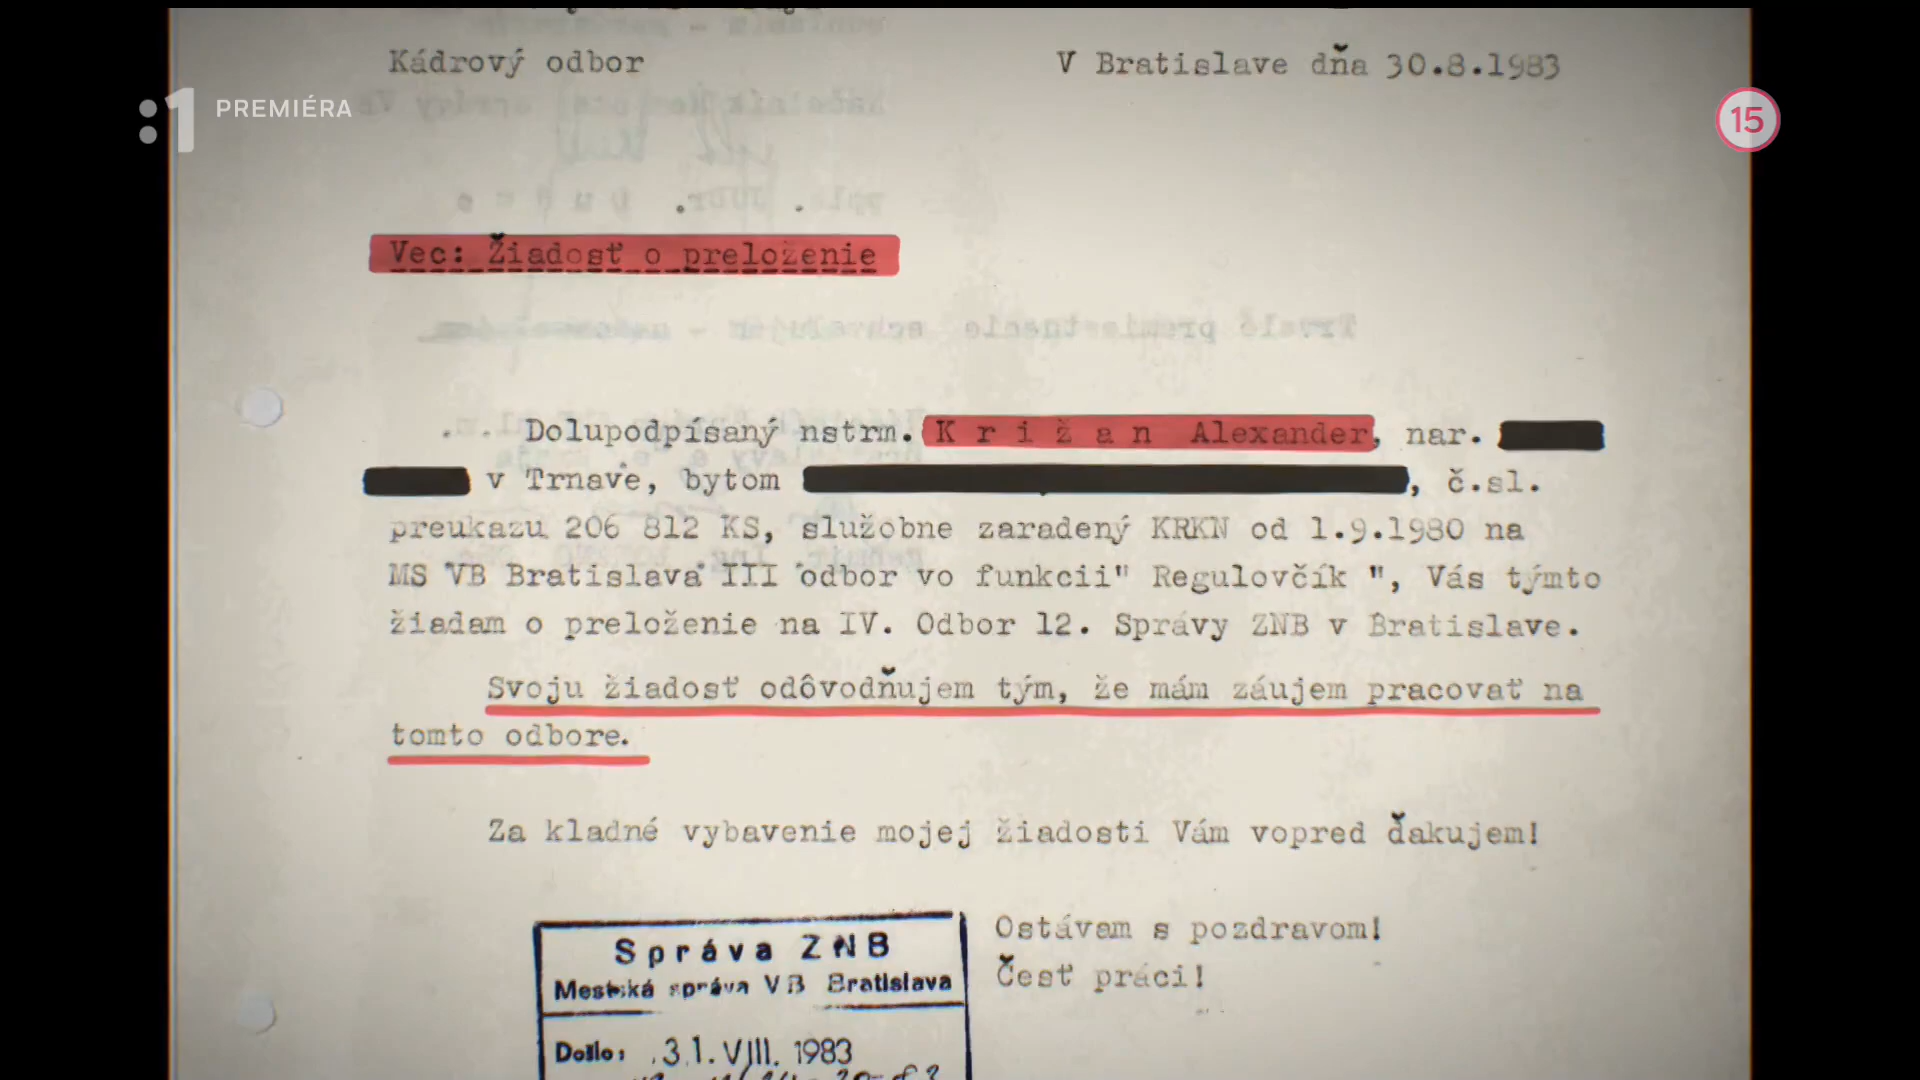 Kádrový odbor
V Bratislave dňa 30.8.1983
:1 PREMIÉRA
15
Vec: Žiadosť o preloženie
Dolupodpísaný nstrm. K r i ž a n Alexander, nar.
v Trnave, bytom , č.sl.
preukazu 206 812 KS, služobne zaradený KRKN od 1.9.1980 na
MS VB Bratislava III odbor vo funkcii" Regulovčík ", Vás týmto
žiadam o preloženie na IV. Odbor 12. Správy ZNB v Bratislave.
Svoju žiadosť odôvodňujem tým, že mám záujem pracovať na
tomto odbore.
Za kladné vybavenie mojej žiadosti Vám vopred ďakujem!
Ostávam s pozdravom!
Česť práci!
Správa ZNB
Mestská správa VB Bratislava
Došlo: 31. VIII. 1983